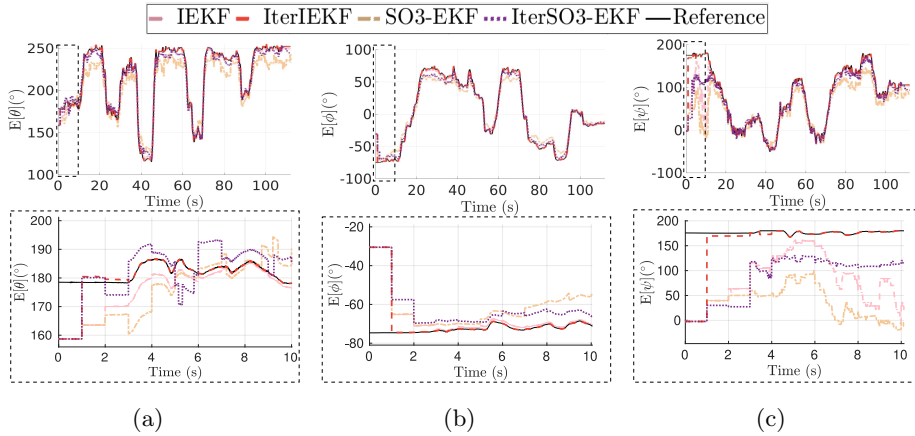 IEKF IterIEKF SO3-EKF IterSO3-EKF Reference
E[θ](°)
250
200
150
100
0 20 40 60 80 100
Time (s)
E[ϕ](°)
100
50
0
-50
-100
0 20 40 60 80 100
Time (s)
E[ψ](°)
200
100
0
-100
0 20 40 60 80 100
Time (s)
E[θ](°)
200
190
180
170
160
0 2 4 6 8 10
Time (s)
E[ϕ](°)
-20
-40
-60
-80
0 2 4 6 8 10
Time (s)
E[ψ](°)
200
150
100
50
0
0 2 4 6 8 10
Time (s)
(a) (b) (c)